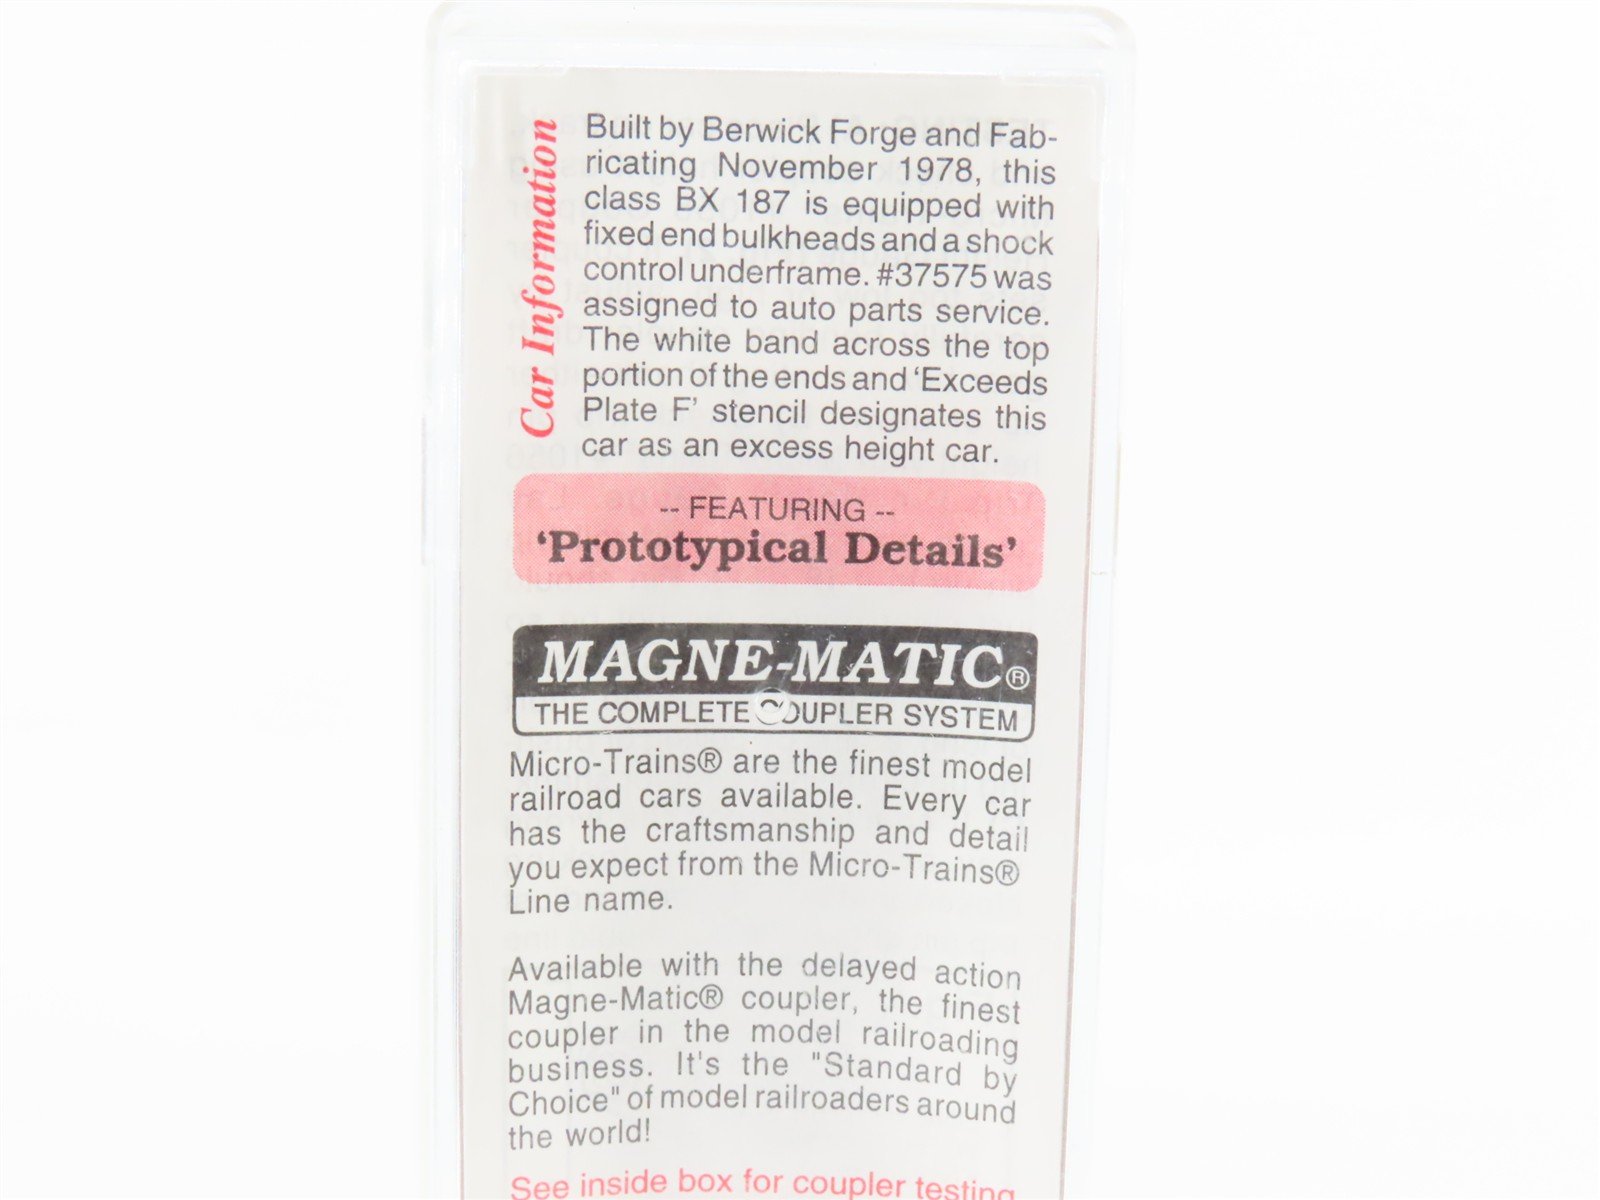 Car Information
Built by Berwick Forge and Fab-
ricating November 1978, this
class BX 187 is equipped with
fixed end bulkheads and a shock
control underframe. #37575 was
assigned to auto parts service.
The white band across the top
portion of the ends and ‘Exceeds
Plate F’ stencil designates this
car as an excess height car.
-- FEATURING --
‘Prototypical Details’
MAGNE-MATIC®
THE COMPLETE COUPLER SYSTEM
Micro-Trains® are the finest model
railroad cars available. Every car
has the craftsmanship and detail
you expect from the Micro-Trains®
Line name.
Available with the delayed action
Magne-Matic® coupler, the finest
coupler in the model railroading
business. It's the "Standard by
Choice" of model railroaders around
the world!
See inside box for coupler testing